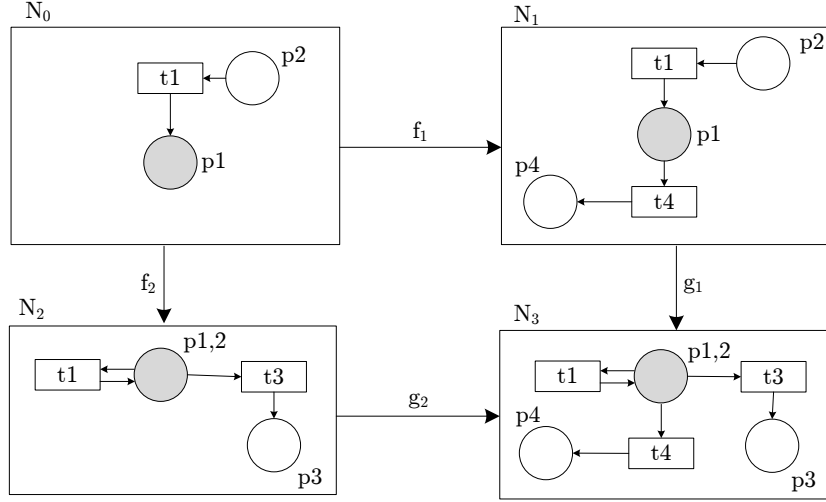 N₀
t1
p2
p1
f₁
N₁
t1
p2
p1
p4
t4
f₂
g₁
N₂
p1,2
t1
t3
p3
g₂
N₃
p1,2
t1
t3
p4
t4
p3